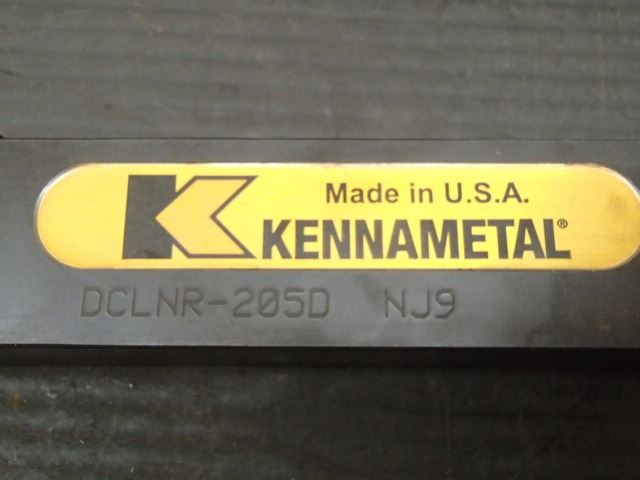 Made in U.S.A.
KENNAMETAL®
DCLNR-205D NJ9